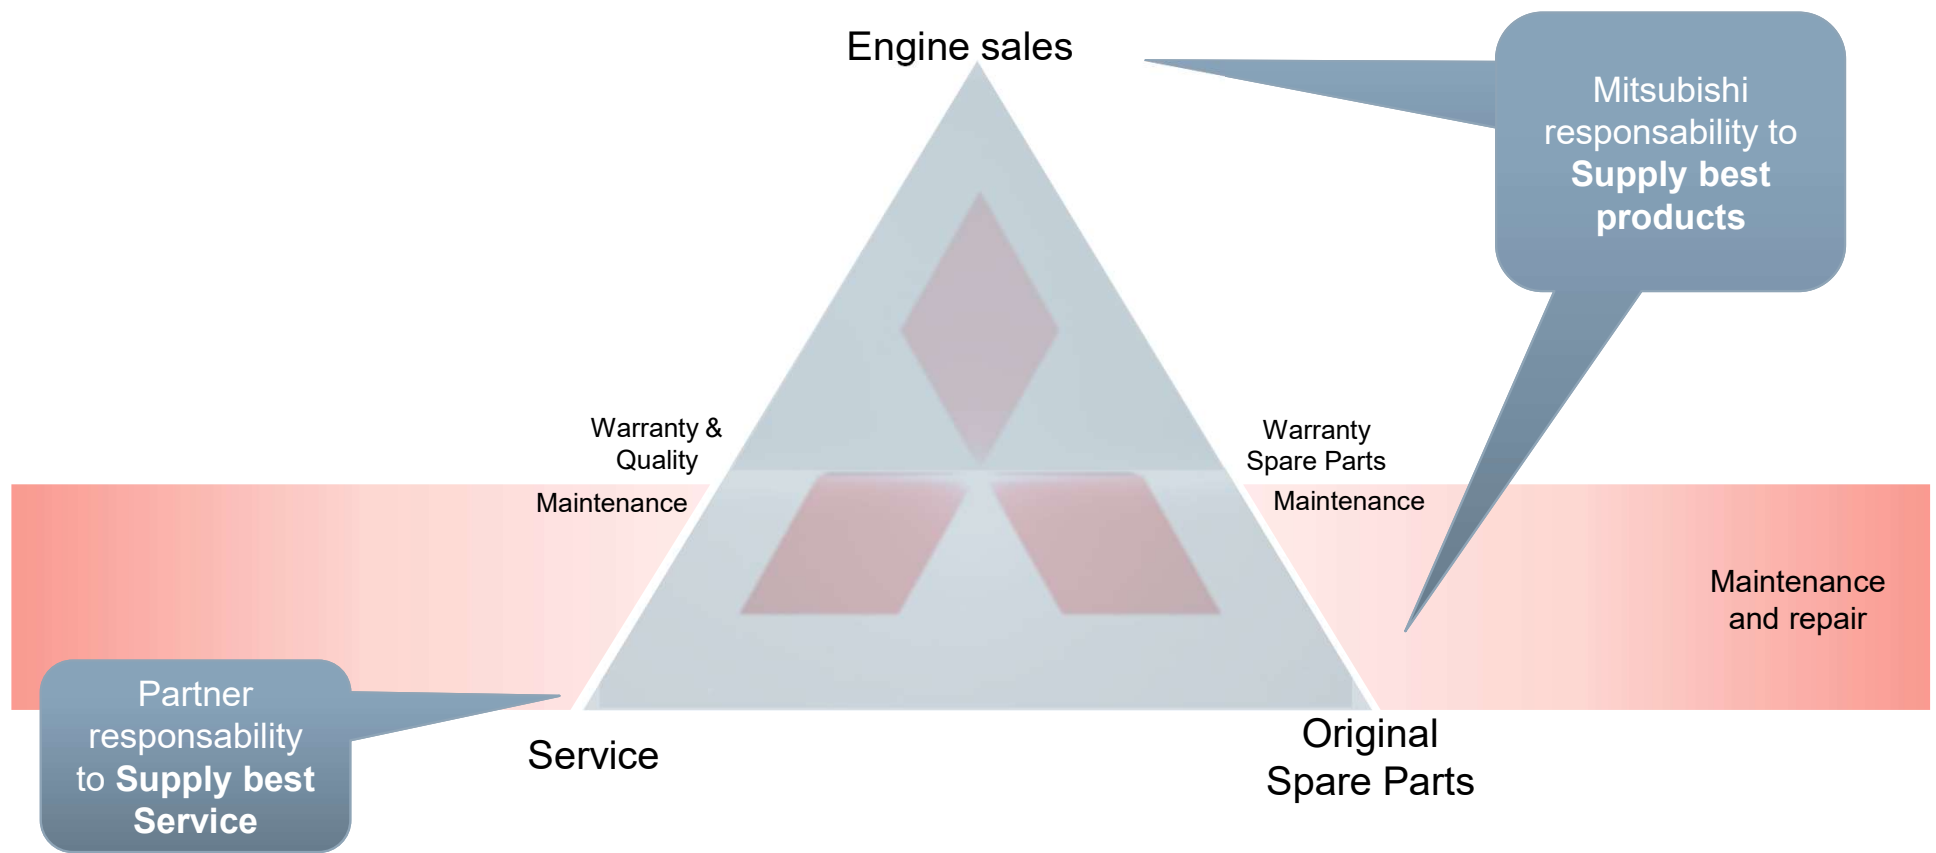 Engine sales
Mitsubishi
responsability to
Supply best
products
Warranty &
Quality
Maintenance
Warranty
Spare Parts
Maintenance
Maintenance
and repair
Partner
responsability
to Supply best
Service
Service
Original
Spare Parts